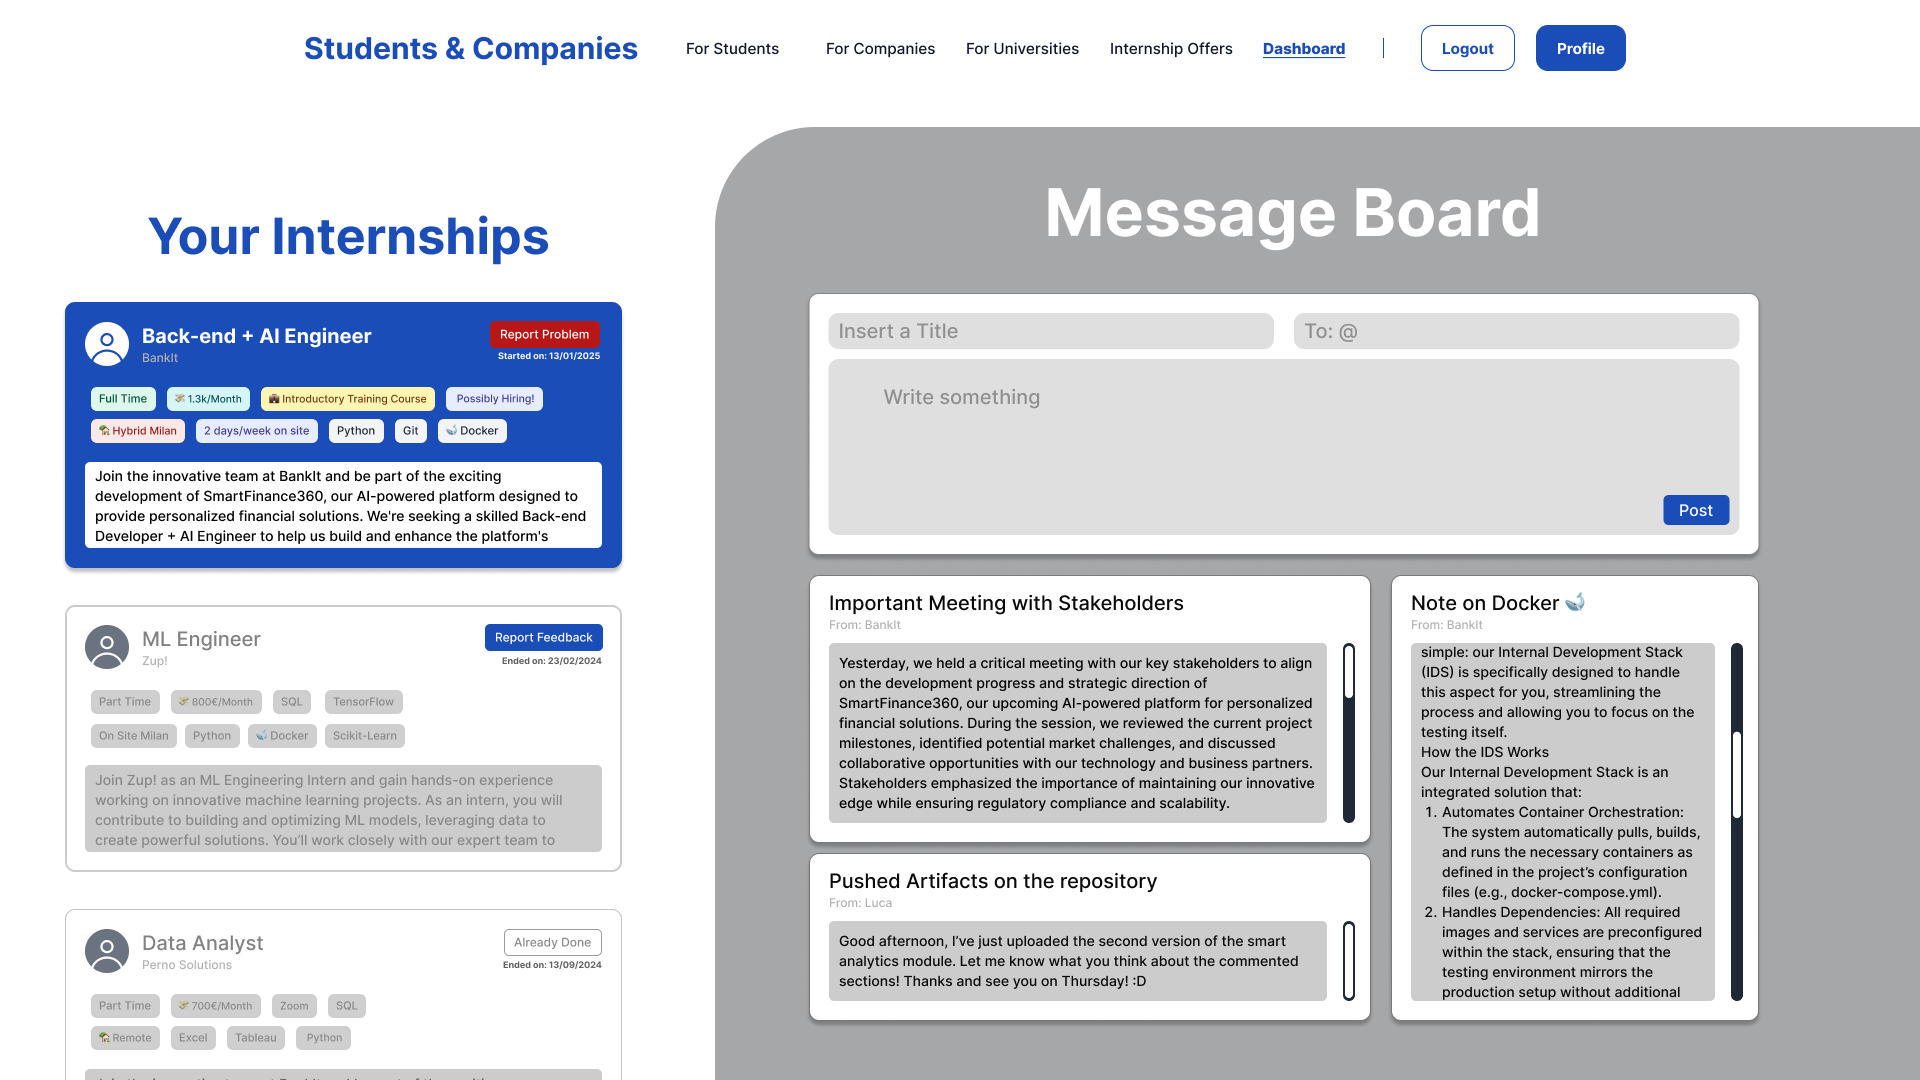 Students & Companies
For Students
For Companies
For Universities
Internship Offers
Dashboard
Logout
Profile
Your Internships
Back-end + AI Engineer
BankIt
Report Problem
Started on: 13/01/2025
Full Time
1.3k/Month
Introductory Training Course
Possibly Hiring!
Hybrid Milan
2 days/week on site
Python
Git
Docker
Join the innovative team at BankIt and be part of the exciting
development of SmartFinance360, our AI-powered platform designed to
provide personalized financial solutions. We're seeking a skilled Back-end
Developer + AI Engineer to help us build and enhance the platform's
ML Engineer
Zup!
Report Feedback
Ended on: 23/02/2024
Part Time
800€/Month
SQL
TensorFlow
On Site Milan
Python
Docker
Scikit-Learn
Join Zup! as an ML Engineering Intern and gain hands-on experience
working on innovative machine learning projects. As an intern, you will
contribute to building and optimizing ML models, leveraging data to
create powerful solutions. You’ll work closely with our expert team to
Data Analyst
Perno Solutions
Already Done
Ended on: 13/09/2024
Part Time
700€/Month
Zoom
SQL
Remote
Excel
Tableau
Python
Message Board
Insert a Title
To: @
Write something
Post
Important Meeting with Stakeholders
From: BankIt
Yesterday, we held a critical meeting with our key stakeholders to align
on the development progress and strategic direction of
SmartFinance360, our upcoming AI-powered platform for personalized
financial solutions. During the session, we reviewed the current project
milestones, identified potential market challenges, and discussed
collaborative opportunities with our technology and business partners.
Stakeholders emphasized the importance of maintaining our innovative
edge while ensuring regulatory compliance and scalability.
Pushed Artifacts on the repository
From: Luca
Good afternoon, I’ve just uploaded the second version of the smart
analytics module. Let me know what you think about the commented
sections! Thanks and see you on Thursday! :D
Note on Docker
From: BankIt
simple: our Internal Development Stack
(IDS) is specifically designed to handle
this aspect for you, streamlining the
process and allowing you to focus on the
testing itself.
How the IDS Works
Our Internal Development Stack is an
integrated solution that:
1. Automates Container Orchestration:
The system automatically pulls, builds,
and runs the necessary containers as
defined in the project’s configuration
files (e.g., docker-compose.yml).
2. Handles Dependencies: All required
images and services are preconfigured
within the stack, ensuring that the
testing environment mirrors the
production setup without additional